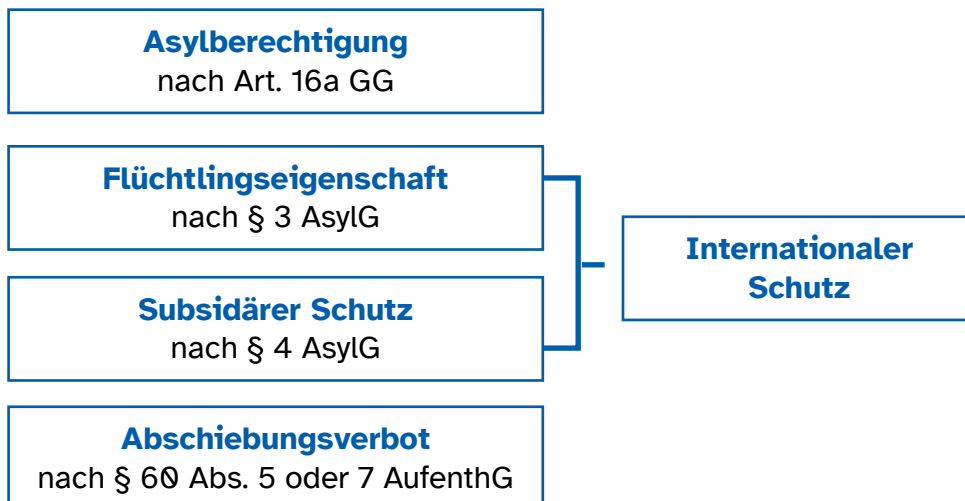 Asylberechtigung
nach Art. 16a GG
Flüchtlingseigenschaft
nach § 3 AsylG
Subsidärer Schutz
nach § 4 AsylG
Internationaler
Schutz
Abschiebungsverbot
nach § 60 Abs. 5 oder 7 AufenthG